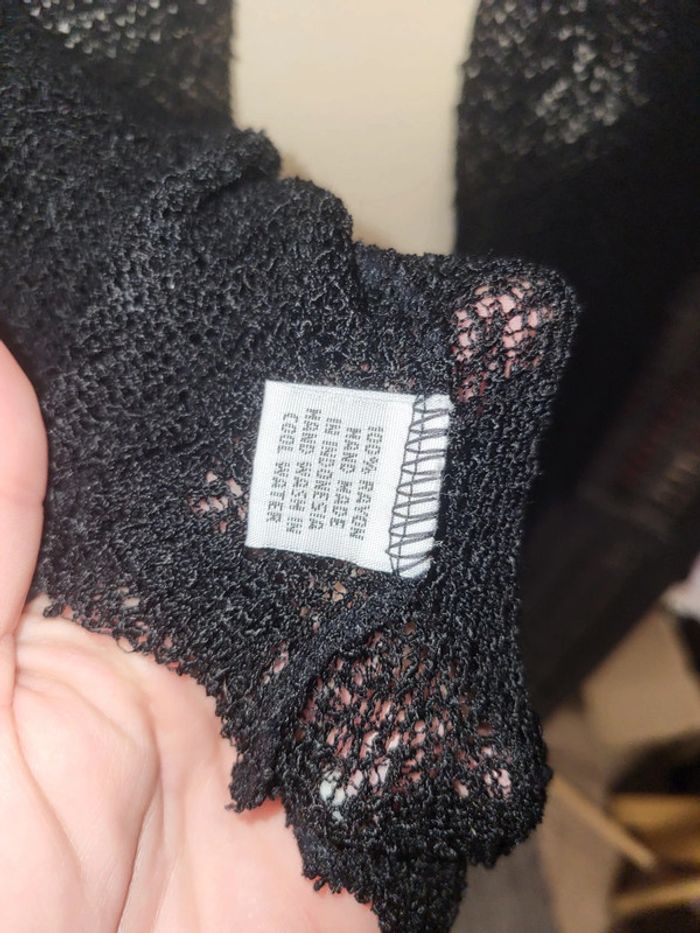 100% RAYON
HAND MADE
IN INDONESIA
HAND WASH IN
COOL WATER